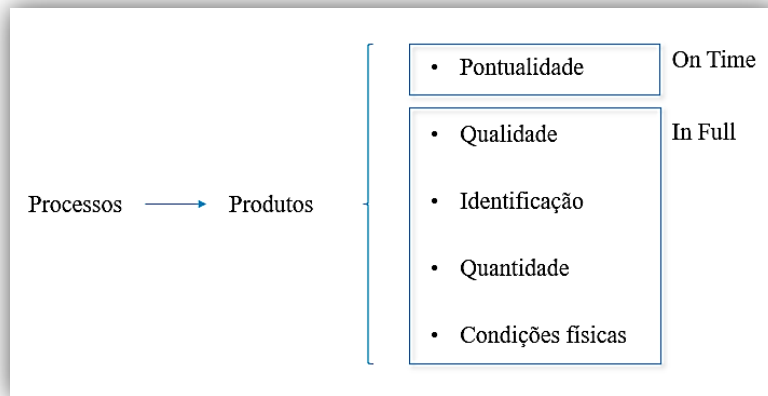 • Pontualidade
On Time
• Qualidade
In Full
• Identificação
Processos
Produtos
• Quantidade
• Condições físicas